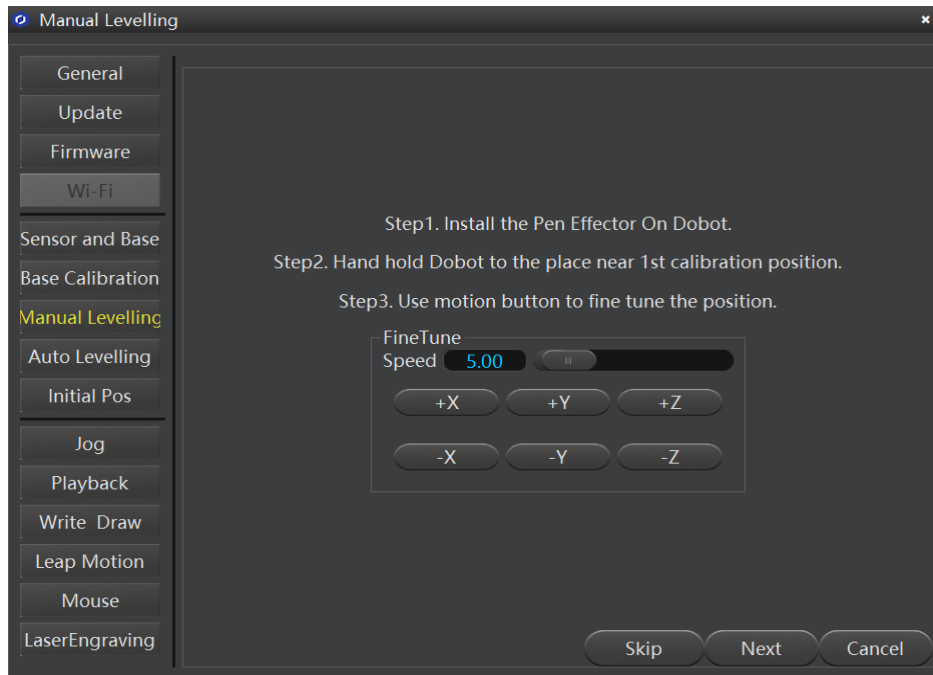 Manual Levelling
General
Update
Firmware
Wi-Fi
Sensor and Base
Base Calibration
Manual Levelling
Auto Levelling
Initial Pos
Jog
Playback
Write Draw
Leap Motion
Mouse
LaserEngraving
Step1. Install the Pen Effector On Dobot.
Step2. Hand hold Dobot to the place near 1st calibration position.
Step3. Use motion button to fine tune the position.
FineTune
Speed 5.00
+X +Y +Z
-X -Y -Z
Skip Next Cancel